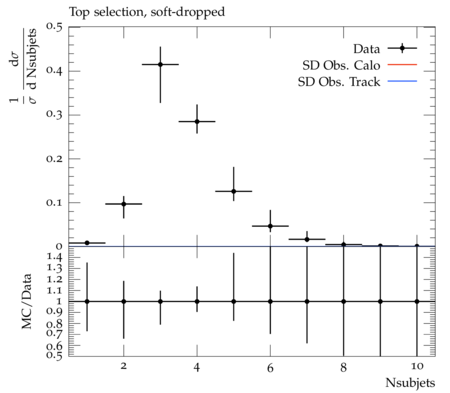 Top selection, soft-dropped
1/σ dσ/d Nsubjets
Data
SD Obs. Calo
SD Obs. Track
0.5
0.4
0.3
0.2
0.1
0
MC/Data
1.4
1.3
1.2
1.1
1
0.9
0.8
0.7
0.6
0.5
2 4 6 8 10
Nsubjets